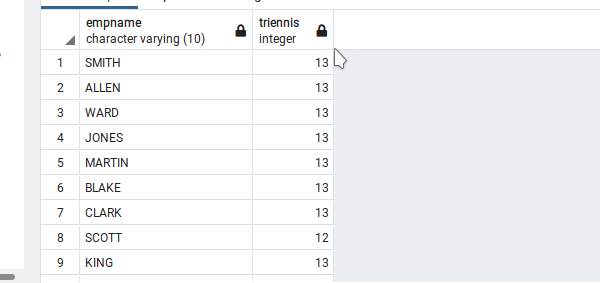 empname triennis
character varying (10) integer
1 SMITH 13
2 ALLEN 13
3 WARD 13
4 JONES 13
5 MARTIN 13
6 BLAKE 13
7 CLARK 13
8 SCOTT 12
9 KING 13